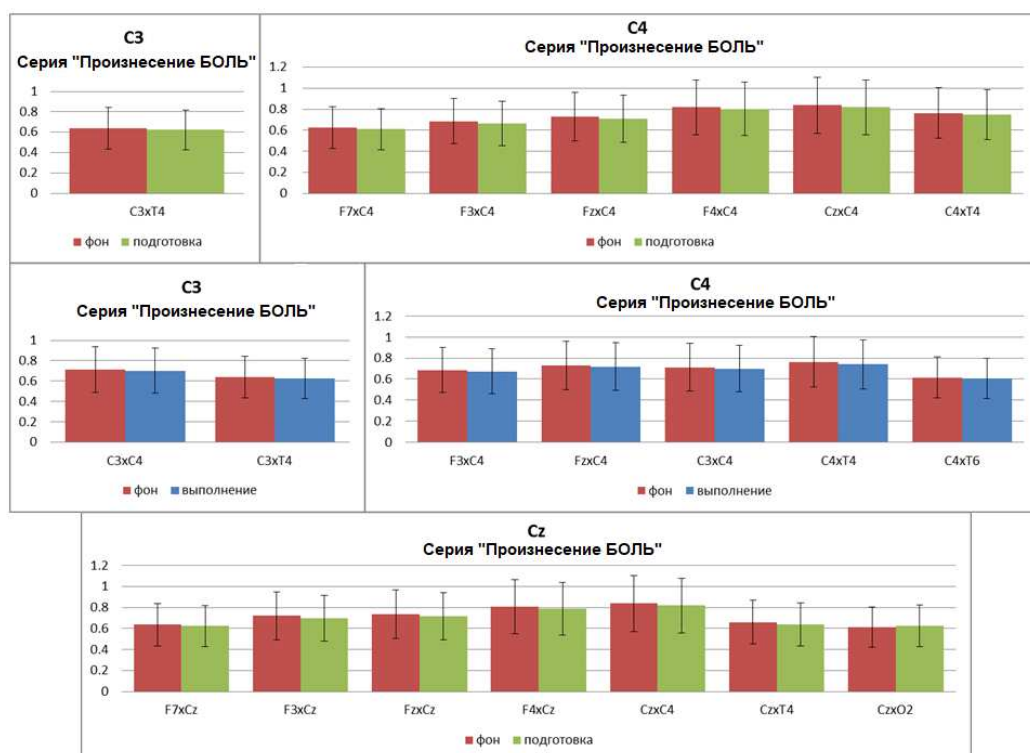 C3
Серия "Произнесение БОЛЬ"
1
0.8
0.6
0.4
0.2
0
C3xT4
фон подготовка
C4
Серия "Произнесение БОЛЬ"
1.2
1
0.8
0.6
0.4
0.2
0
F7xC4 F3xC4 FzxC4 F4xC4 CzxC4 C4xT4
фон подготовка
C3
Серия "Произнесение БОЛЬ"
1
0.8
0.6
0.4
0.2
0
C3xC4 C3xT4
фон выполнение
C4
Серия "Произнесение БОЛЬ"
1.2
1
0.8
0.6
0.4
0.2
0
F3xC4 FzxC4 C3xC4 C4xT4 C4xT6
фон выполнение
Cz
Серия "Произнесение БОЛЬ"
1.2
1
0.8
0.6
0.4
0.2
0
F7xCz F3xCz FzxCz F4xCz CzxC4 CzxT4 CzxO2
фон подготовка